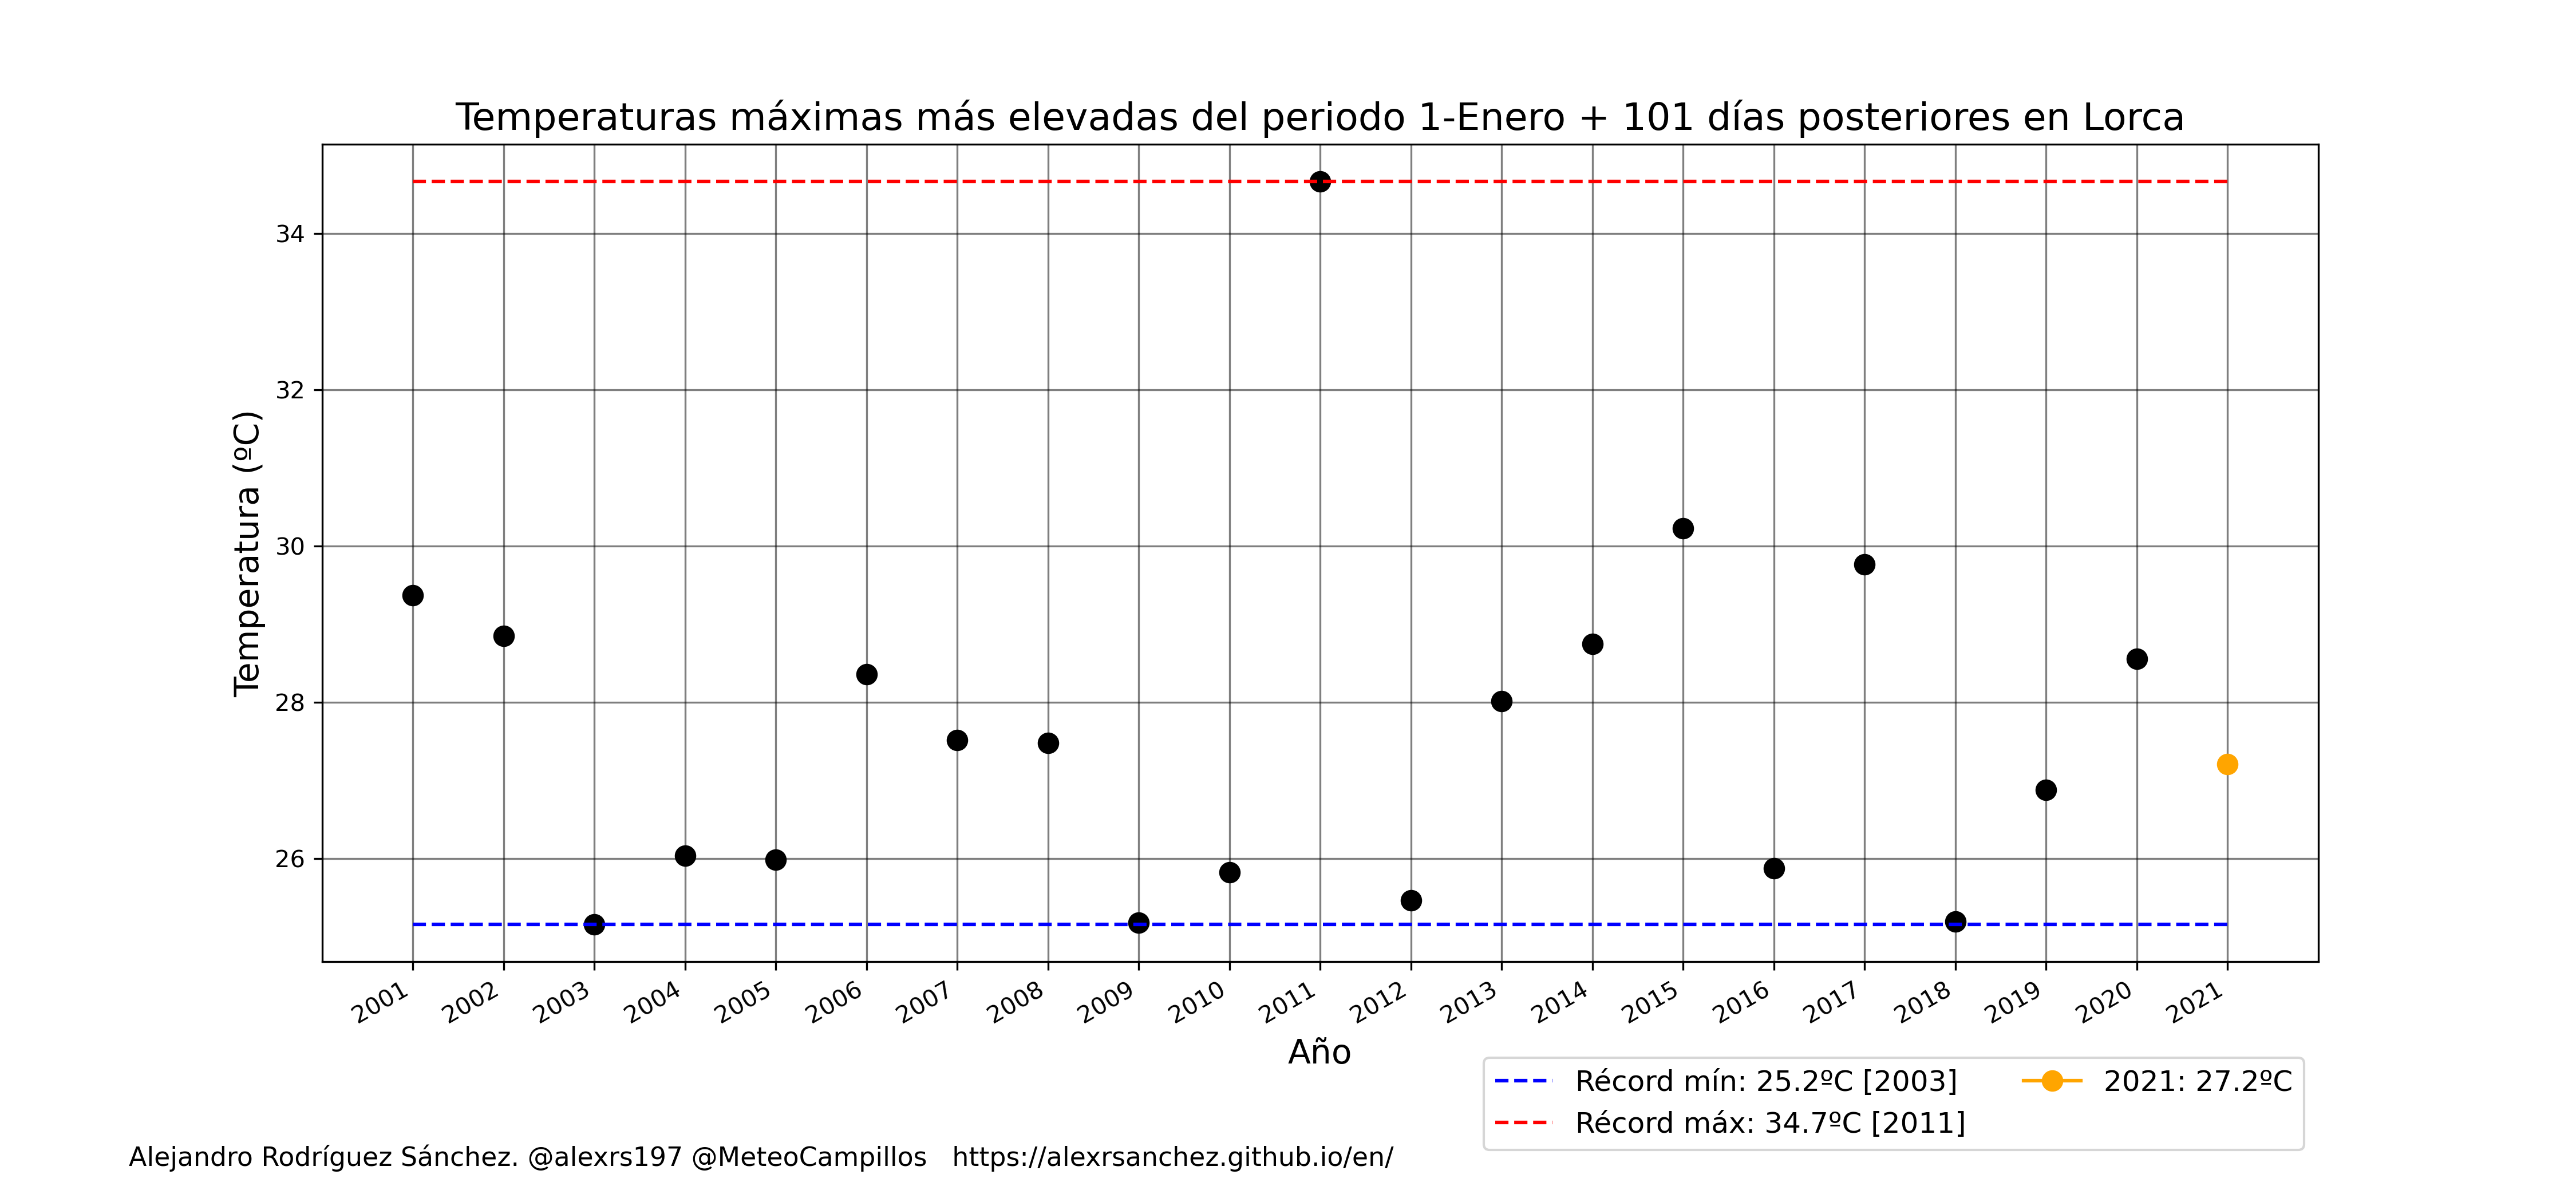 Temperaturas máximas más elevadas del periodo 1-Enero + 101 días posteriores en Lorca
Temperatura (ºC)
34
32
30
28
26
2001 2002 2003 2004 2005 2006 2007 2008 2009 2010 2011 2012 2013 2014 2015 2016 2017 2018 2019 2020 2021
Año
Récord mín: 25.2ºC [2003] 2021: 27.2ºC
Récord máx: 34.7ºC [2011]
Alejandro Rodríguez Sánchez. @alexrs197 @MeteoCampillos https://alexrsanchez.github.io/en/